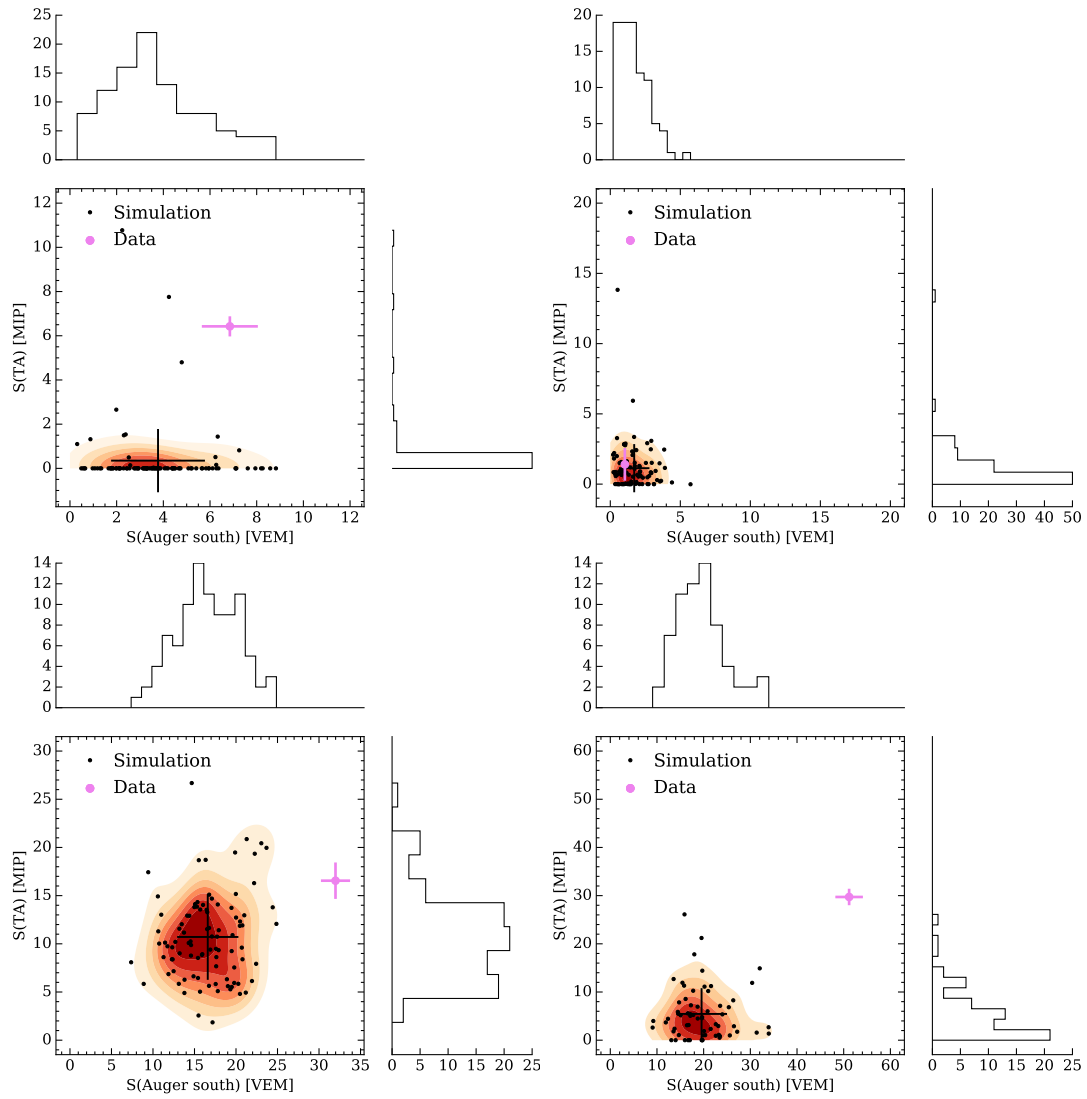 25
20
15
10
5
0
20
15
10
5
0
12
10
8
6
4
2
0
S(TA) [MIP]
Simulation
Data
0 2 4 6 8 10 12
S(Auger south) [VEM]
20
15
10
5
0
S(TA) [MIP]
Simulation
Data
0 5 10 15 20
S(Auger south) [VEM]
0 10 20 30 40 50
14
12
10
8
6
4
2
0
14
12
10
8
6
4
2
0
30
25
20
15
10
5
0
S(TA) [MIP]
Simulation
Data
0 5 10 15 20 25 30 35
S(Auger south) [VEM]
0 5 10 15 20 25
60
50
40
30
20
10
0
S(TA) [MIP]
Simulation
Data
0 10 20 30 40 50 60
S(Auger south) [VEM]
0 5 10 15 20 25